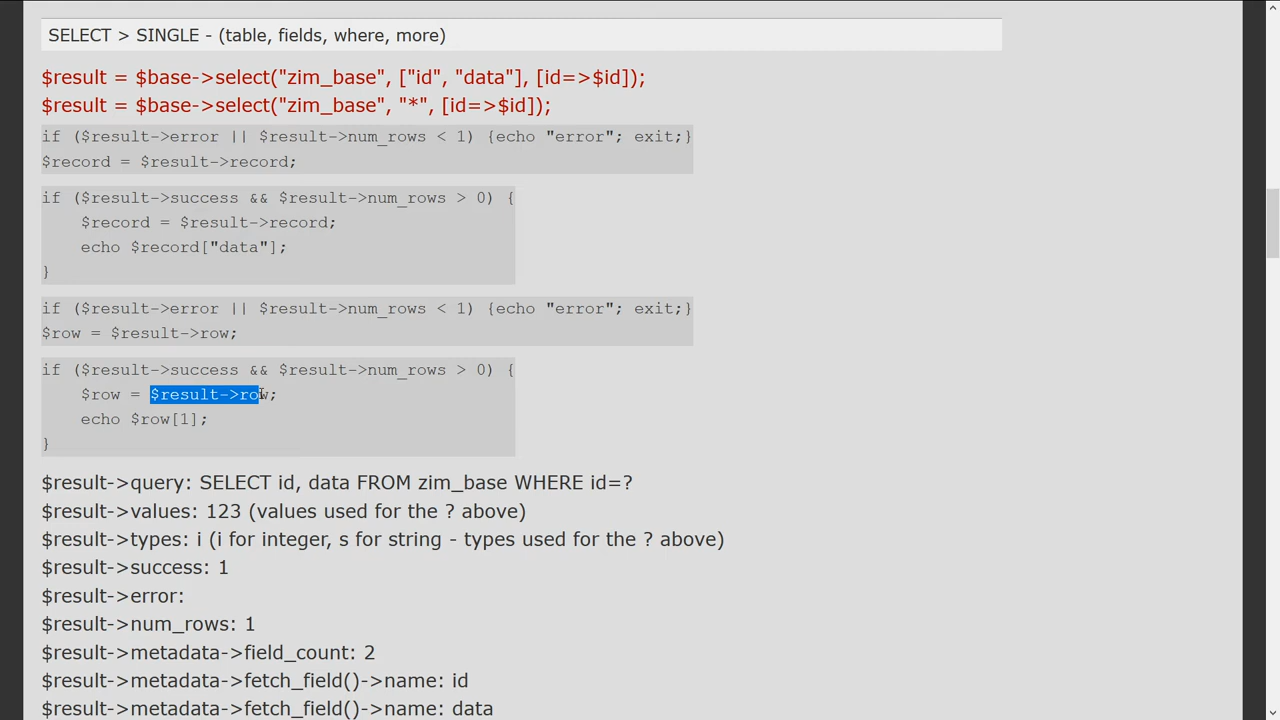 SELECT > SINGLE - (table, fields, where, more)
$result = $base->select("zim_base", ["id", "data"], [id=>$id]);
$result = $base->select("zim_base", "*", [id=>$id]);
if ($result->error || $result->num_rows < 1) {echo "error"; exit;}
$record = $result->record;
if ($result->success && $result->num_rows > 0) {
    $record = $result->record;
    echo $record["data"];
}
if ($result->error || $result->num_rows < 1) {echo "error"; exit;}
$row = $result->row;
if ($result->success && $result->num_rows > 0) {
    $row = $result->row;
    echo $row[1];
}
$result->query: SELECT id, data FROM zim_base WHERE id=?
$result->values: 123 (values used for the ? above)
$result->types: i (i for integer, s for string - types used for the ? above)
$result->success: 1
$result->error:
$result->num_rows: 1
$result->metadata->field_count: 2
$result->metadata->fetch_field()->name: id
$result->metadata->fetch_field()->name: data